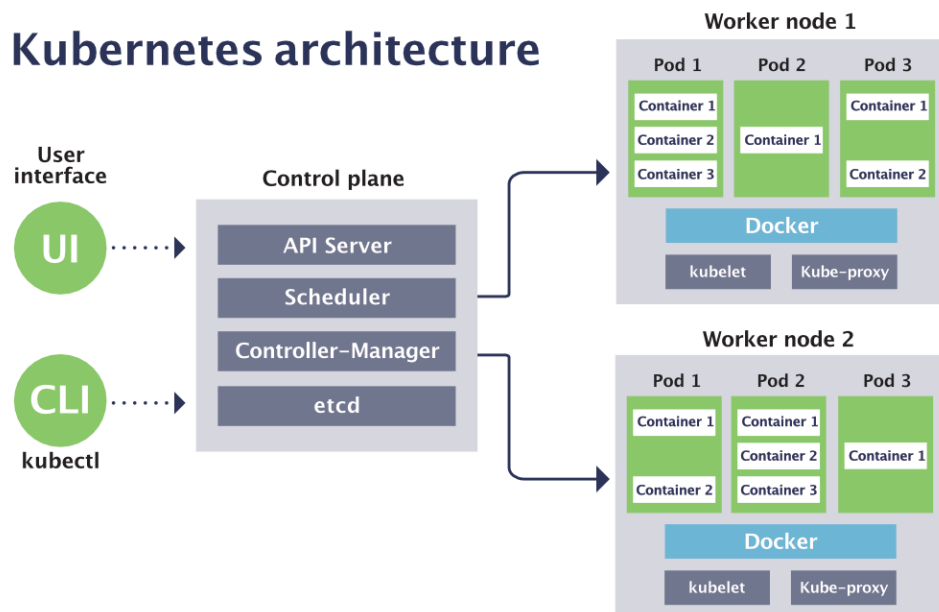 Kubernetes architecture
User
interface
UI
CLI
kubectl
Control plane
API Server
Scheduler
Controller-Manager
etcd
Worker node 1
Pod 1
Pod 2
Pod 3
Container 1
Container 2
Container 3
Container 1
Container 1
Container 2
Docker
kubelet
Kube-proxy
Worker node 2
Pod 1
Pod 2
Pod 3
Container 1
Container 2
Container 1
Container 2
Container 3
Container 1
Docker
kubelet
Kube-proxy